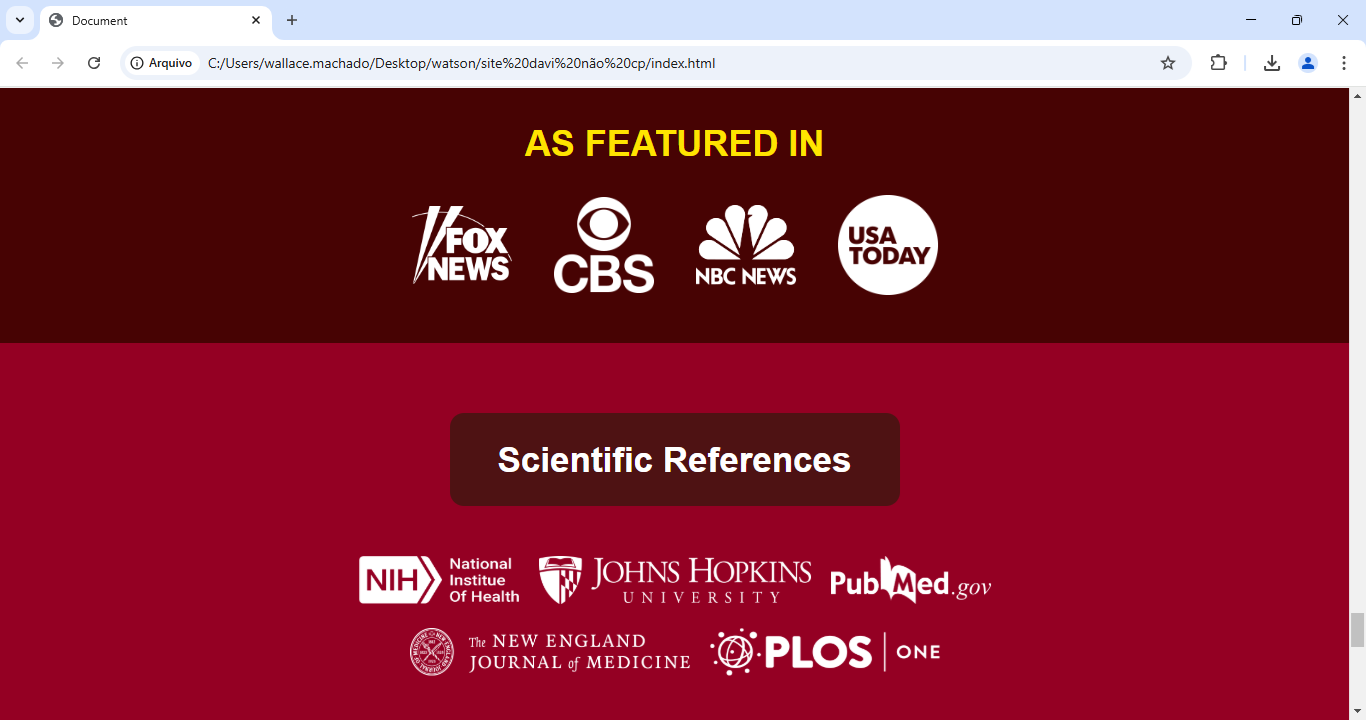 Document
Arquivo
C:/Users/wallace.machado/Desktop/watson/site%20davi%20não%20cp/index.html
AS FEATURED IN
FOX
NEWS
CBS
NBC NEWS
USA
TODAY
Scientific References
NIH
National
Institue
Of Health
JOHNS HOPKINS
UNIVERSITY
PubMed.gov
The NEW ENGLAND
JOURNAL of MEDICINE
PLOS
ONE